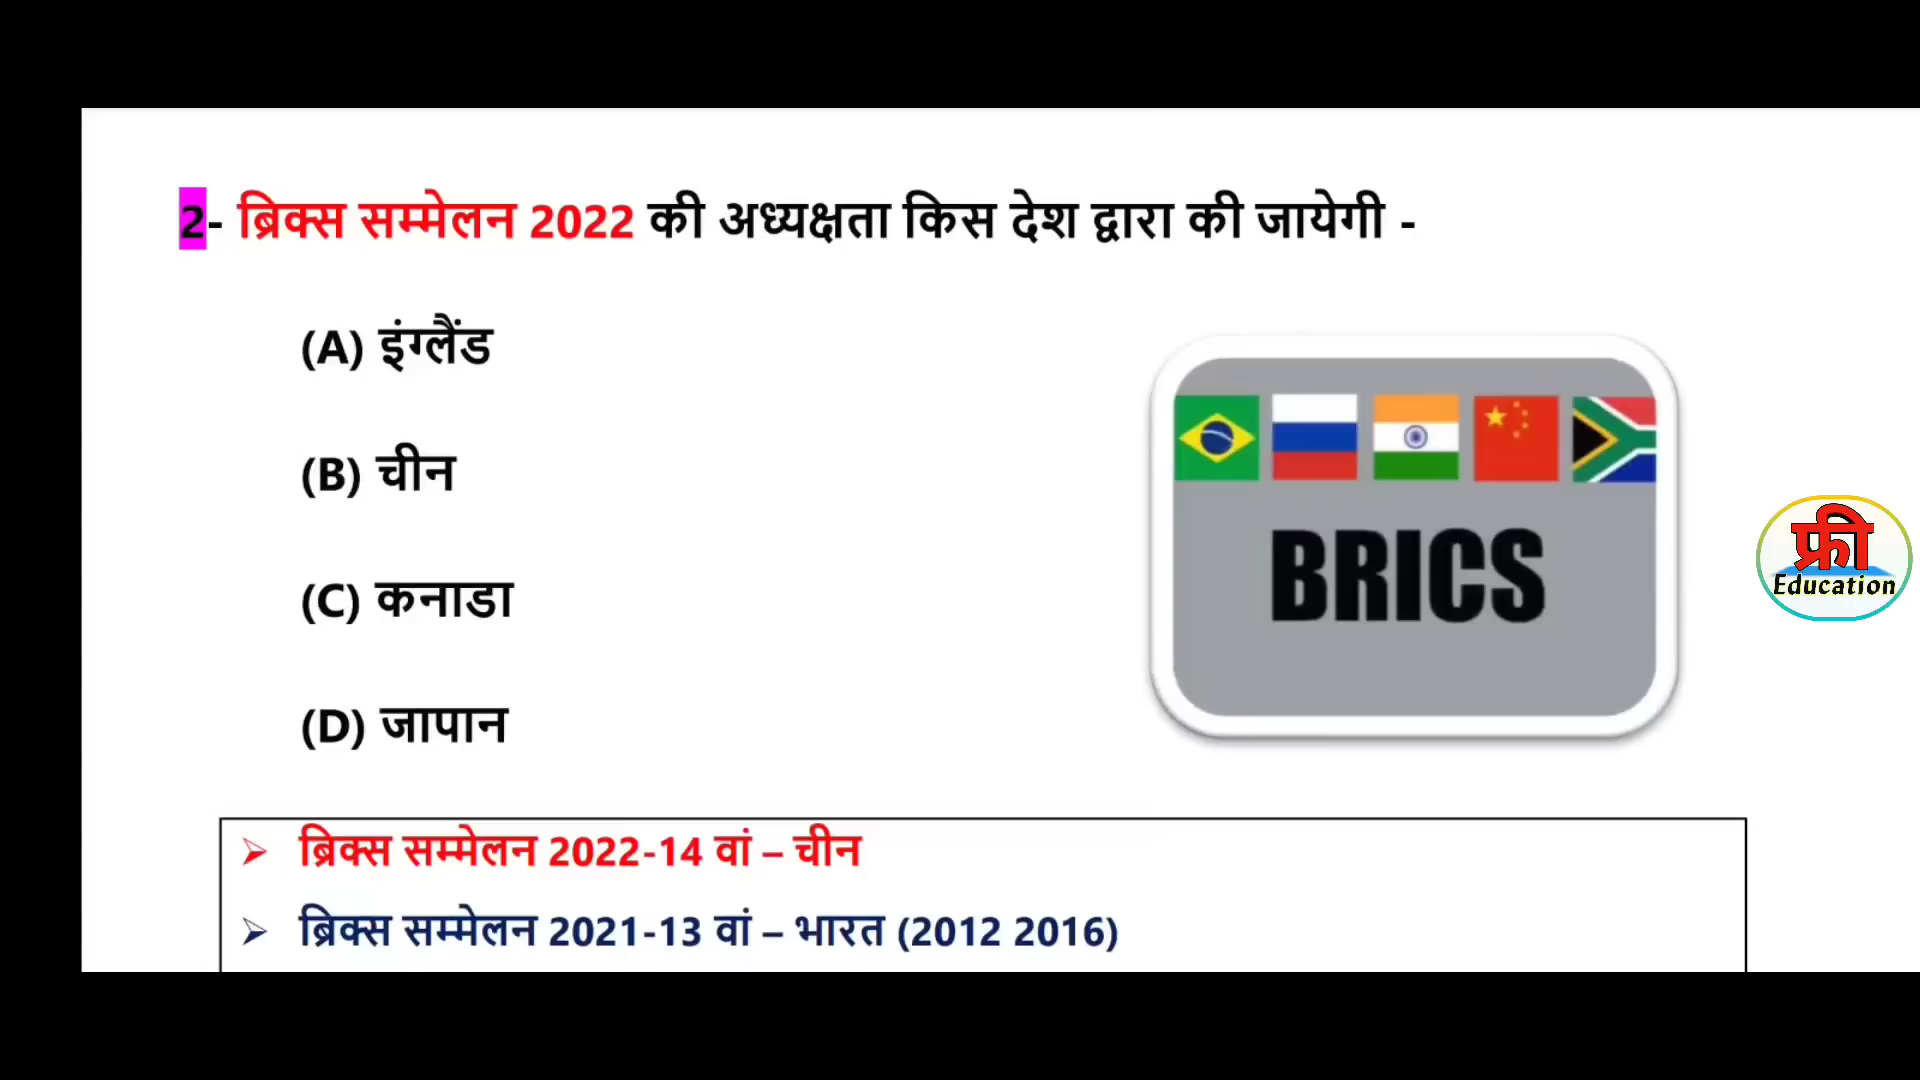 2- ब्रिक्स सम्मेलन 2022 की अध्यक्षता किस देश द्वारा की जायेगी -
(A) इंग्लैंड
(B) चीन
(C) कनाडा
(D) जापान
BRICS
फ्री
Education
➢ ब्रिक्स सम्मेलन 2022-14 वां – चीन
➢ ब्रिक्स सम्मेलन 2021-13 वां – भारत (2012 2016)